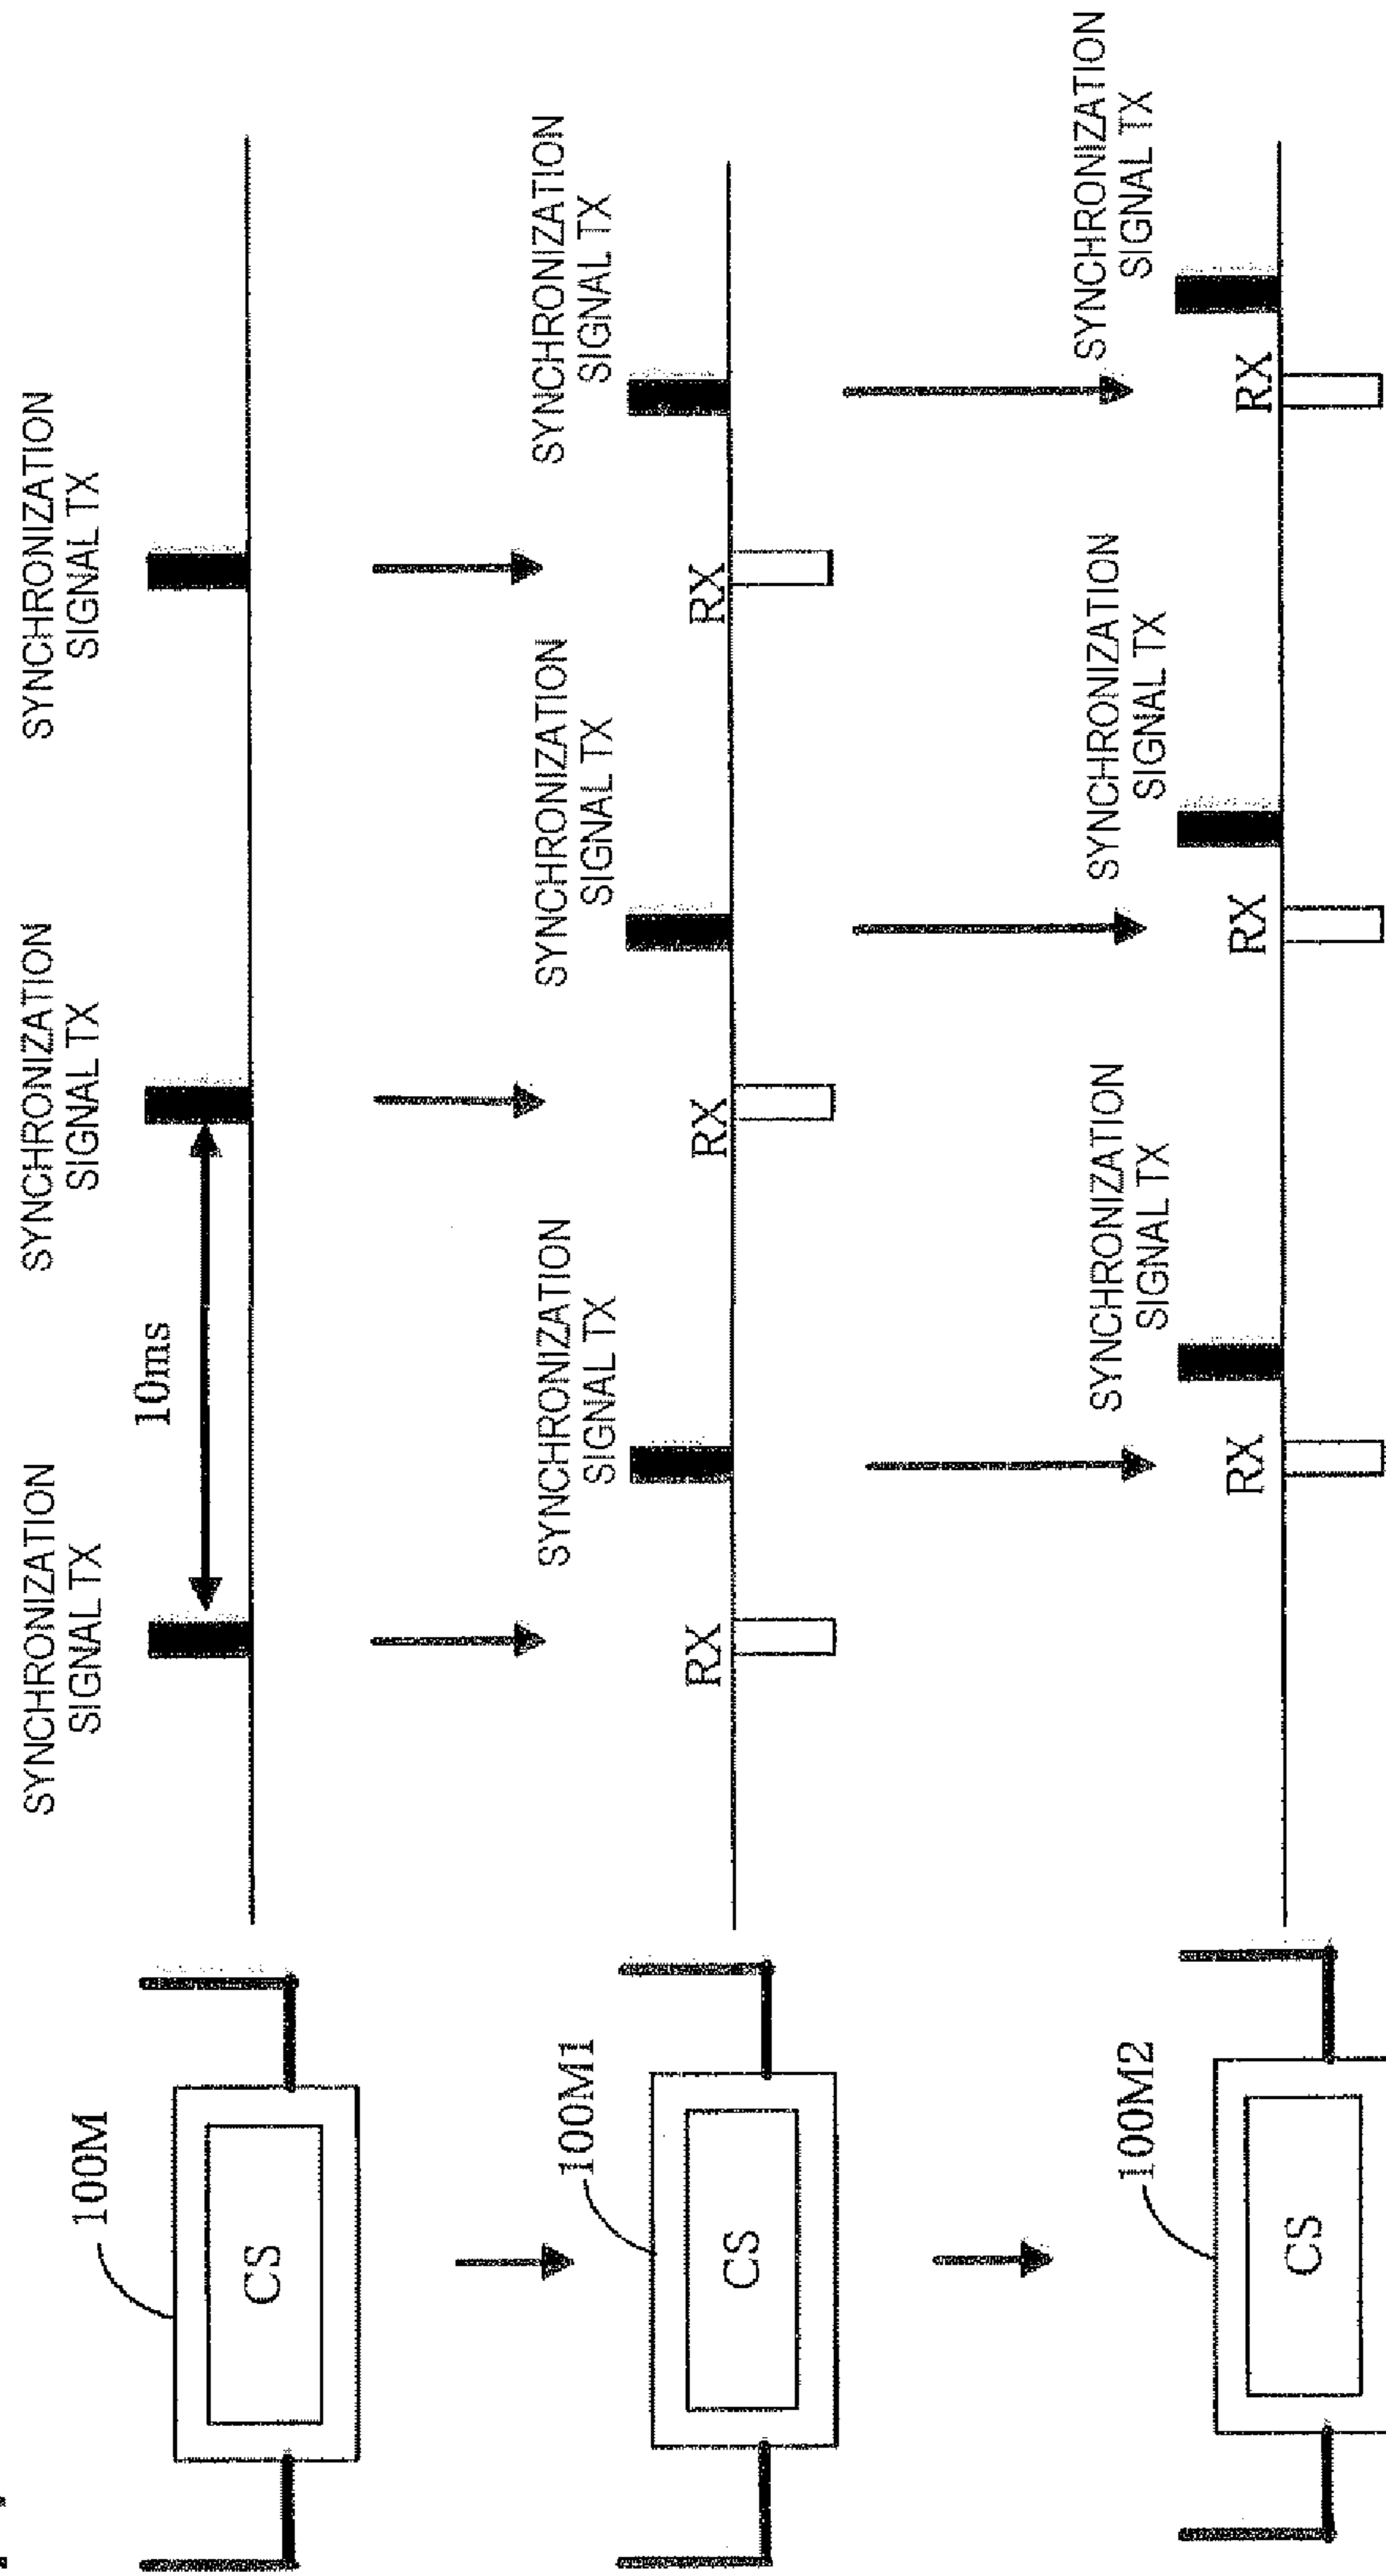 SYNCHRONIZATION
SIGNAL TX
SYNCHRONIZATION
SIGNAL TX
SYNCHRONIZATION
SIGNAL TX
10ms
100M
CS
SYNCHRONIZATION
SIGNAL TX
SYNCHRONIZATION
SIGNAL TX
SYNCHRONIZATION
SIGNAL TX
RX
RX
RX
100M1
CS
SYNCHRONIZATION
SIGNAL TX
SYNCHRONIZATION
SIGNAL TX
SYNCHRONIZATION
SIGNAL TX
RX
RX
RX
100M2
CS